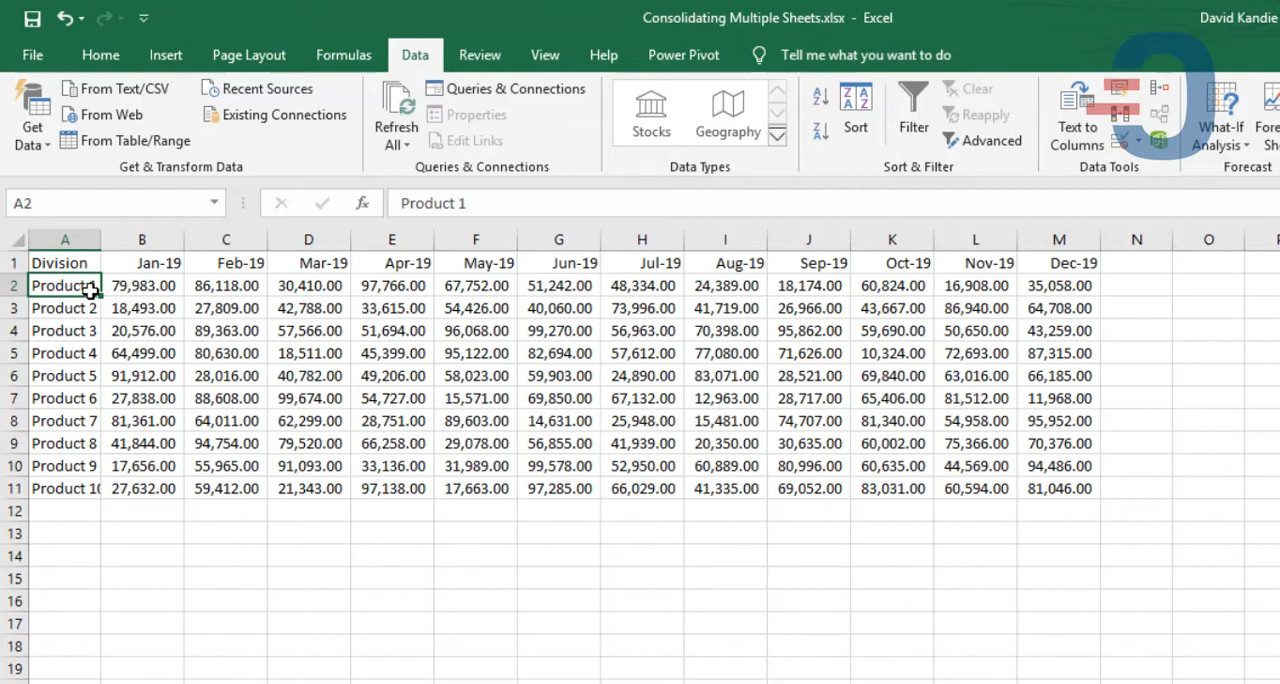 Consolidating Multiple Sheets.xlsx - Excel
David Kandie
File Home Insert Page Layout Formulas Data Review View Help Power Pivot Tell me what you want to do
Get Data
From Text/CSV
From Web
From Table/Range
Recent Sources
Existing Connections
Get & Transform Data
Refresh All
Queries & Connections
Properties
Edit Links
Queries & Connections
Stocks
Geography
Data Types
Sort
Filter
Clear
Reapply
Advanced
Sort & Filter
Text to Columns
Data Tools
What-If Analysis
Forecast
A2 fx Product 1
A B C D E F G H I J K L M N O
1 Division Jan-19 Feb-19 Mar-19 Apr-19 May-19 Jun-19 Jul-19 Aug-19 Sep-19 Oct-19 Nov-19 Dec-19
2 Product 1 79,983.00 86,118.00 30,410.00 97,766.00 67,752.00 51,242.00 48,334.00 24,389.00 18,174.00 60,824.00 16,908.00 35,058.00
3 Product 2 18,493.00 27,809.00 42,788.00 33,615.00 54,426.00 40,060.00 73,996.00 41,719.00 26,966.00 43,667.00 86,940.00 64,708.00
4 Product 3 20,576.00 89,363.00 57,566.00 51,694.00 96,068.00 99,270.00 56,963.00 70,398.00 95,862.00 59,690.00 50,650.00 43,259.00
5 Product 4 64,499.00 80,630.00 18,511.00 45,399.00 95,122.00 82,694.00 57,612.00 77,080.00 71,626.00 10,324.00 72,693.00 87,315.00
6 Product 5 91,912.00 28,016.00 40,782.00 49,206.00 58,023.00 59,903.00 24,890.00 83,071.00 28,521.00 69,840.00 63,016.00 66,185.00
7 Product 6 27,838.00 88,608.00 99,674.00 54,727.00 15,571.00 69,850.00 67,132.00 12,963.00 28,717.00 65,406.00 81,512.00 11,968.00
8 Product 7 81,361.00 64,011.00 62,299.00 28,751.00 89,603.00 14,631.00 25,948.00 15,481.00 74,707.00 81,340.00 54,958.00 95,952.00
9 Product 8 41,844.00 94,754.00 79,520.00 66,258.00 29,078.00 56,855.00 41,939.00 20,350.00 30,635.00 60,002.00 75,366.00 70,376.00
10 Product 9 17,656.00 55,965.00 91,093.00 33,136.00 31,989.00 99,578.00 52,950.00 60,889.00 80,996.00 60,635.00 44,569.00 94,486.00
11 Product 10 27,632.00 59,412.00 21,343.00 97,138.00 17,663.00 97,285.00 66,029.00 41,335.00 69,052.00 83,031.00 60,594.00 81,046.00
12
13
14
15
16
17
18
19